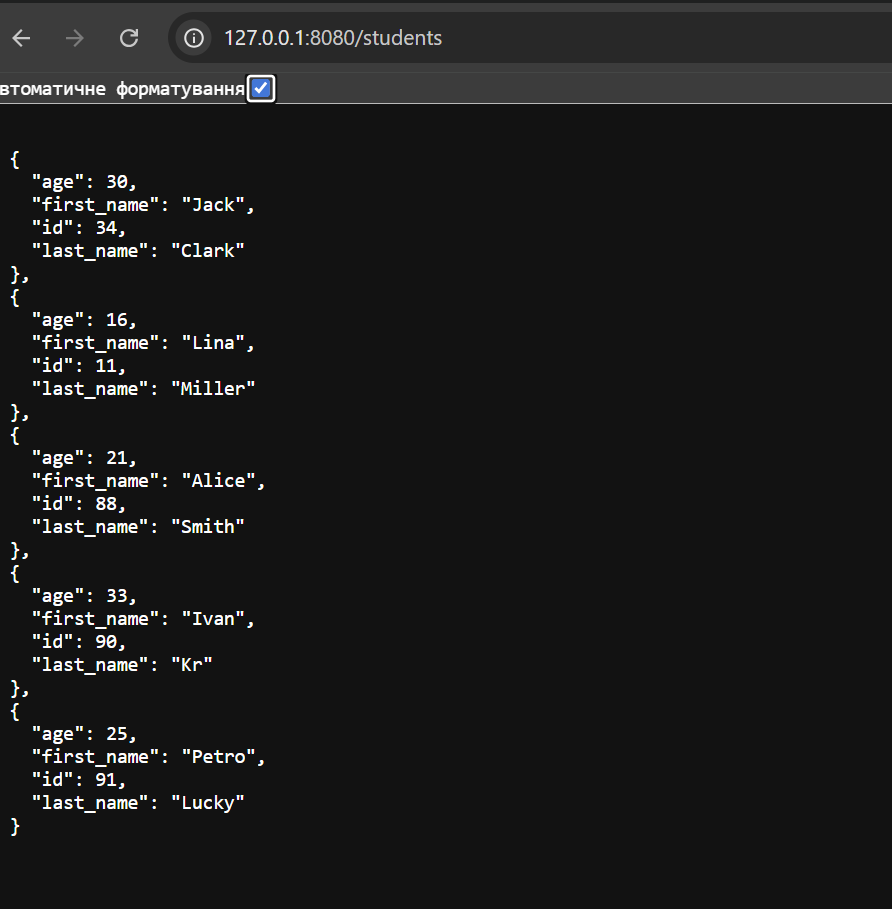 127.0.0.1:8080/students
втоматичне форматування
{
  "age": 30,
  "first_name": "Jack",
  "id": 34,
  "last_name": "Clark"
},
{
  "age": 16,
  "first_name": "Lina",
  "id": 11,
  "last_name": "Miller"
},
{
  "age": 21,
  "first_name": "Alice",
  "id": 88,
  "last_name": "Smith"
},
{
  "age": 33,
  "first_name": "Ivan",
  "id": 90,
  "last_name": "Kr"
},
{
  "age": 25,
  "first_name": "Petro",
  "id": 91,
  "last_name": "Lucky"
}